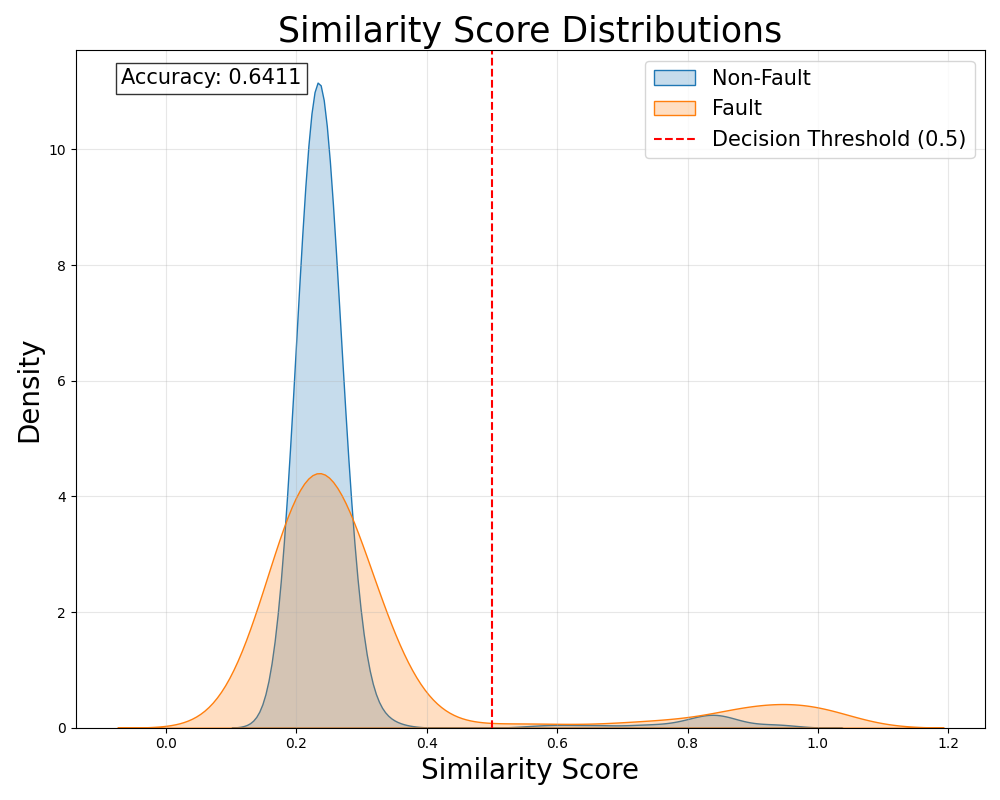 Similarity Score Distributions
Accuracy: 0.6411
Non-Fault
Fault
Decision Threshold (0.5)
Density
10
8
6
4
2
0
0.0
0.2
0.4
0.6
0.8
1.0
1.2
Similarity Score